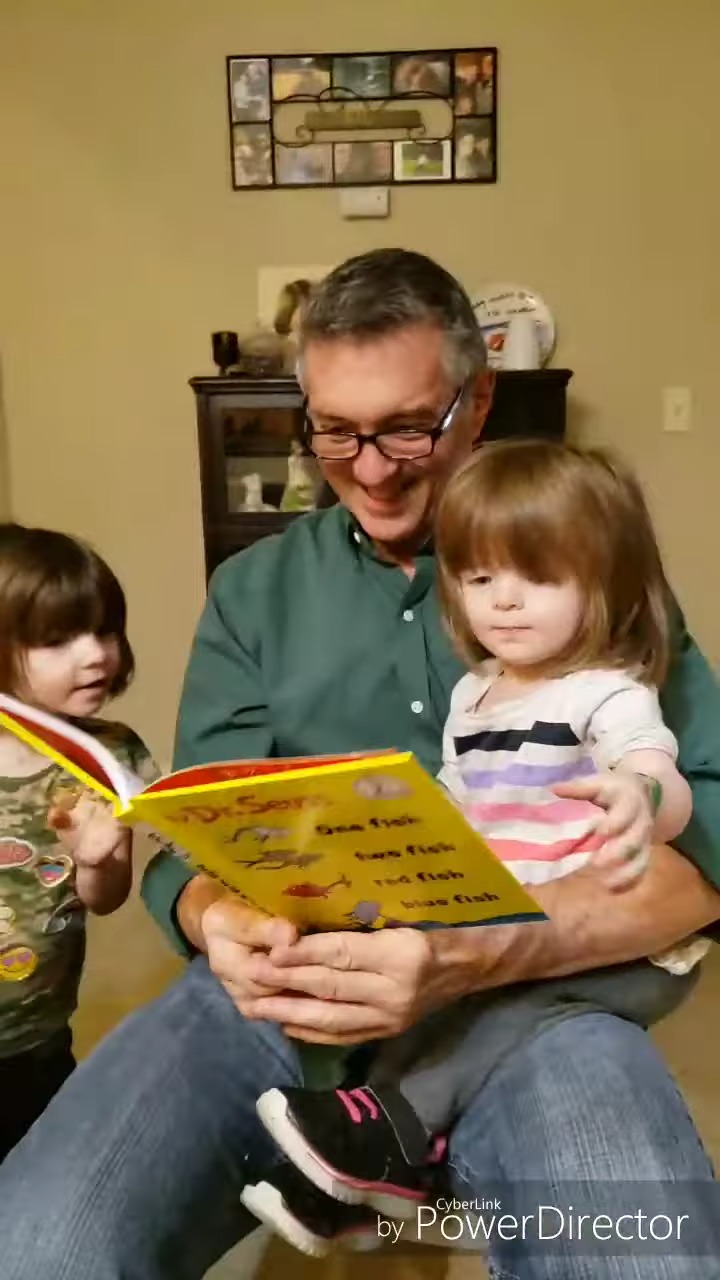 Dr. Seuss
One fish
two fish
red fish
blue fish
CyberLink
by PowerDirector